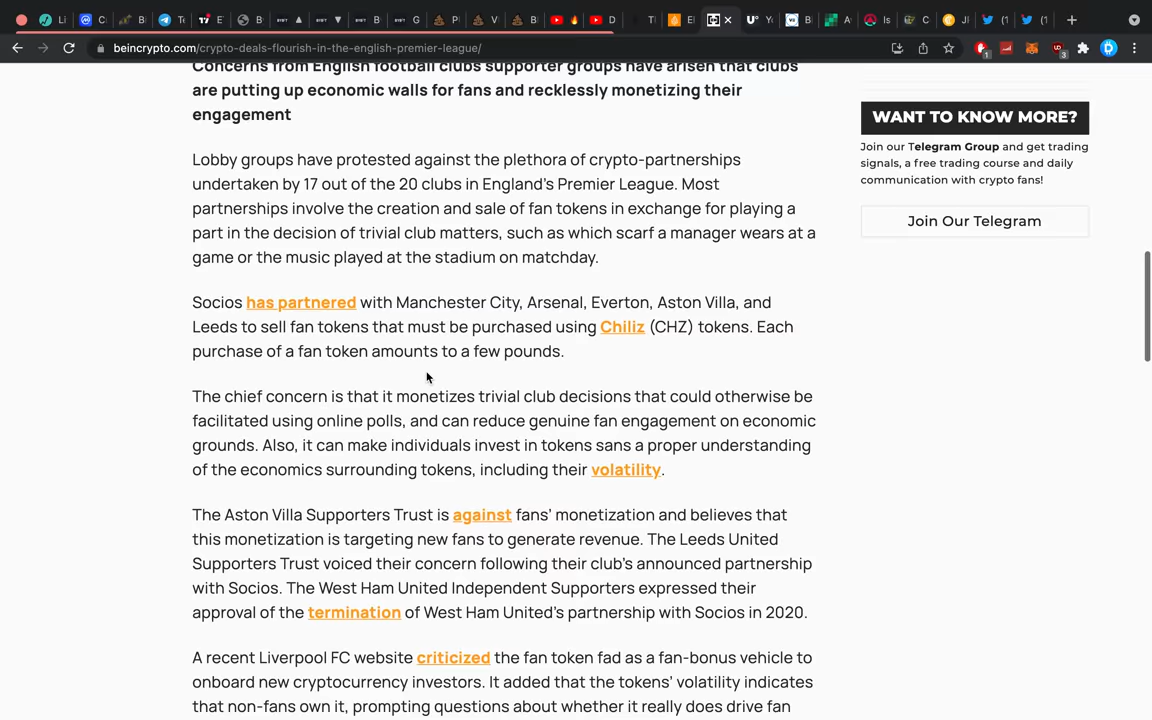 beincrypto.com/crypto-deals-flourish-in-the-english-premier-league/
Concerns from English football clubs supporter groups have arisen that clubs
are putting up economic walls for fans and recklessly monetizing their
engagement
WANT TO KNOW MORE?
Join our Telegram Group and get trading
signals, a free trading course and daily
communication with crypto fans!
Join Our Telegram
Lobby groups have protested against the plethora of crypto-partnerships
undertaken by 17 out of the 20 clubs in England's Premier League. Most
partnerships involve the creation and sale of fan tokens in exchange for playing a
part in the decision of trivial club matters, such as which scarf a manager wears at a
game or the music played at the stadium on matchday.
Socios has partnered with Manchester City, Arsenal, Everton, Aston Villa, and
Leeds to sell fan tokens that must be purchased using Chiliz (CHZ) tokens. Each
purchase of a fan token amounts to a few pounds.
The chief concern is that it monetizes trivial club decisions that could otherwise be
facilitated using online polls, and can reduce genuine fan engagement on economic
grounds. Also, it can make individuals invest in tokens sans a proper understanding
of the economics surrounding tokens, including their volatility.
The Aston Villa Supporters Trust is against fans' monetization and believes that
this monetization is targeting new fans to generate revenue. The Leeds United
Supporters Trust voiced their concern following their club's announced partnership
with Socios. The West Ham United Independent Supporters expressed their
approval of the termination of West Ham United's partnership with Socios in 2020.
A recent Liverpool FC website criticized the fan token fad as a fan-bonus vehicle to
onboard new cryptocurrency investors. It added that the tokens' volatility indicates
that non-fans own it, prompting questions about whether it really does drive fan